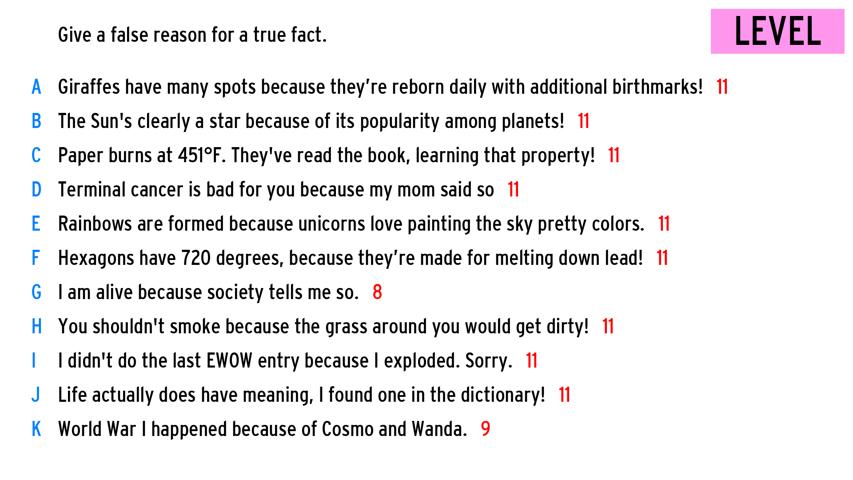 Give a false reason for a true fact.
LEVEL
A Giraffes have many spots because they’re reborn daily with additional birthmarks! 11
B The Sun's clearly a star because of its popularity among planets! 11
C Paper burns at 451°F. They've read the book, learning that property! 11
D Terminal cancer is bad for you because my mom said so 11
E Rainbows are formed because unicorns love painting the sky pretty colors. 11
F Hexagons have 720 degrees, because they’re made for melting down lead! 11
G I am alive because society tells me so. 8
H You shouldn't smoke because the grass around you would get dirty! 11
I I didn't do the last EWOW entry because I exploded. Sorry. 11
J Life actually does have meaning, I found one in the dictionary! 11
K World War I happened because of Cosmo and Wanda. 9